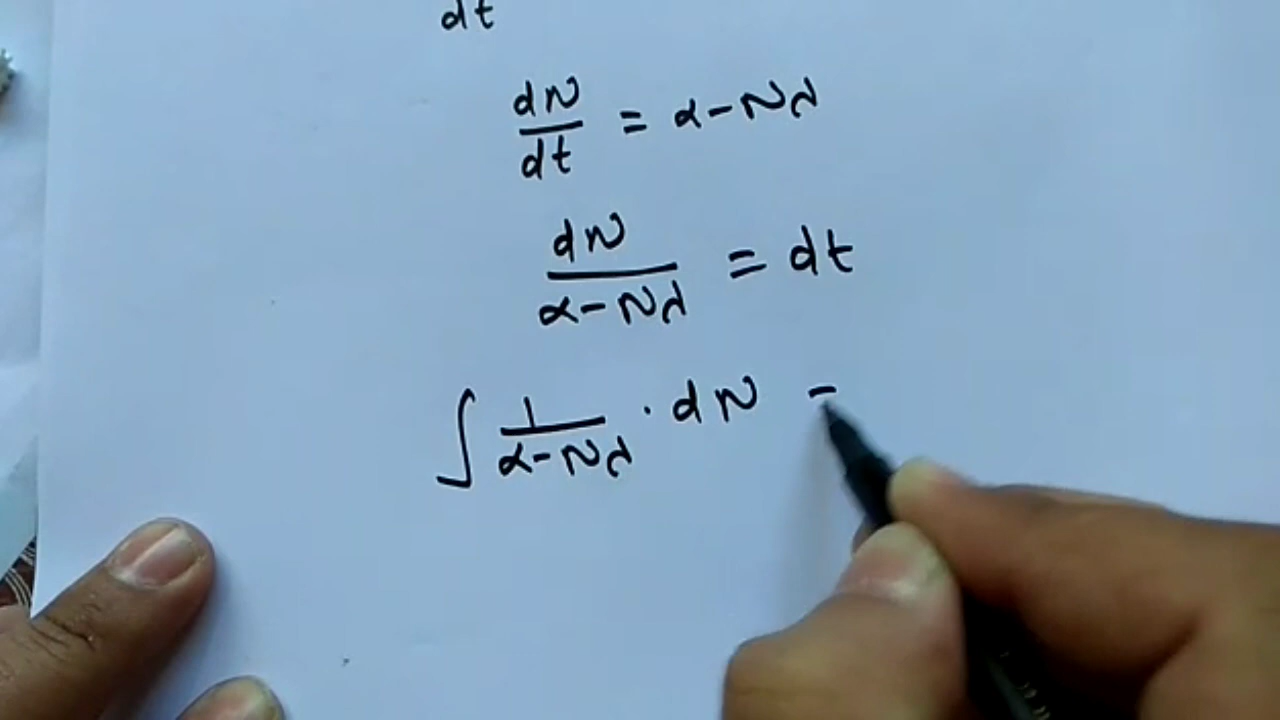 dt
dN/dt = α - Nλ
dN/(α - Nλ) = dt
∫ 1/(α - Nλ) · dN -